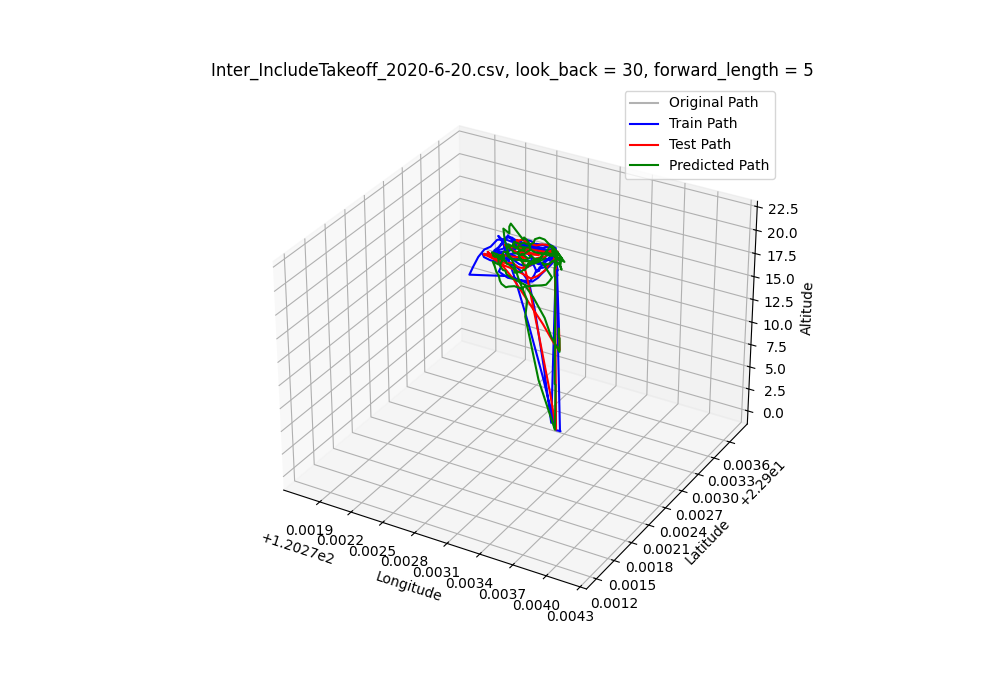 Inter_IncludeTakeoff_2020-6-20.csv, look_back = 30, forward_length = 5
Original Path
Train Path
Test Path
Predicted Path
22.5
20.0
17.5
15.0
12.5
10.0
7.5
5.0
2.5
0.0
Altitude
0.0036
0.0033
0.0030
0.0027
0.0024
0.0021
0.0018
0.0015
0.0012
+2.29e1
Latitude
0.0019
0.0022
0.0025
0.0028
0.0031
0.0034
0.0037
0.0040
0.0043
+1.2027e2
Longitude